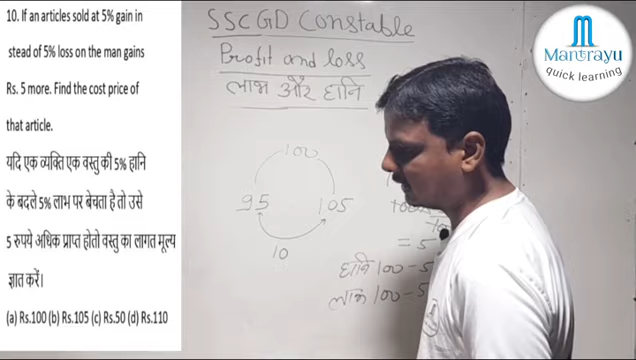 10. If an articles sold at 5% gain in
stead of 5% loss on the man gains
Rs. 5 more. Find the cost price of
that article.
यदि एक व्यक्ति एक वस्तु की 5% हानि
के बदले 5% लाभ पर बेचता है तो उसे
5 रुपये अधिक प्राप्त होतो वस्तु का लागत मूल्य
ज्ञात करें।
(a) Rs.100 (b) Rs.105 (c) Rs.50 (d) Rs.110
SSC GD Constable
Profit and loss
लाभ और हानि
100
95 105
10
= 5
हानि 100 - 5
लाभ 100 - 5
Mantrayu
quick learning